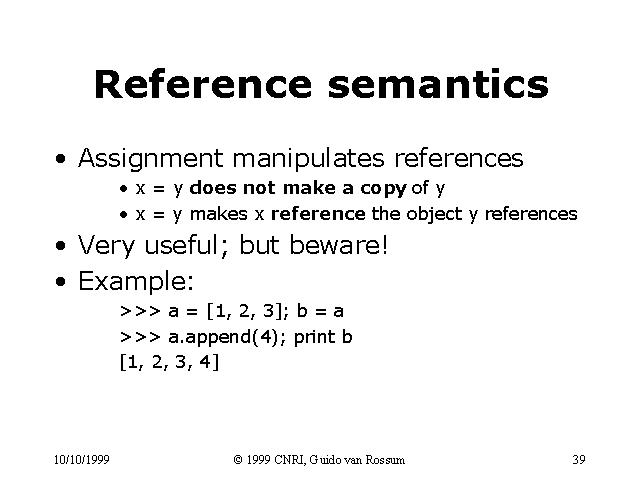 Reference semantics
• Assignment manipulates references
• x = y does not make a copy of y
• x = y makes x reference the object y references
• Very useful; but beware!
• Example:
>>> a = [1, 2, 3]; b = a
>>> a.append(4); print b
[1, 2, 3, 4]
10/10/1999 © 1999 CNRI, Guido van Rossum 39